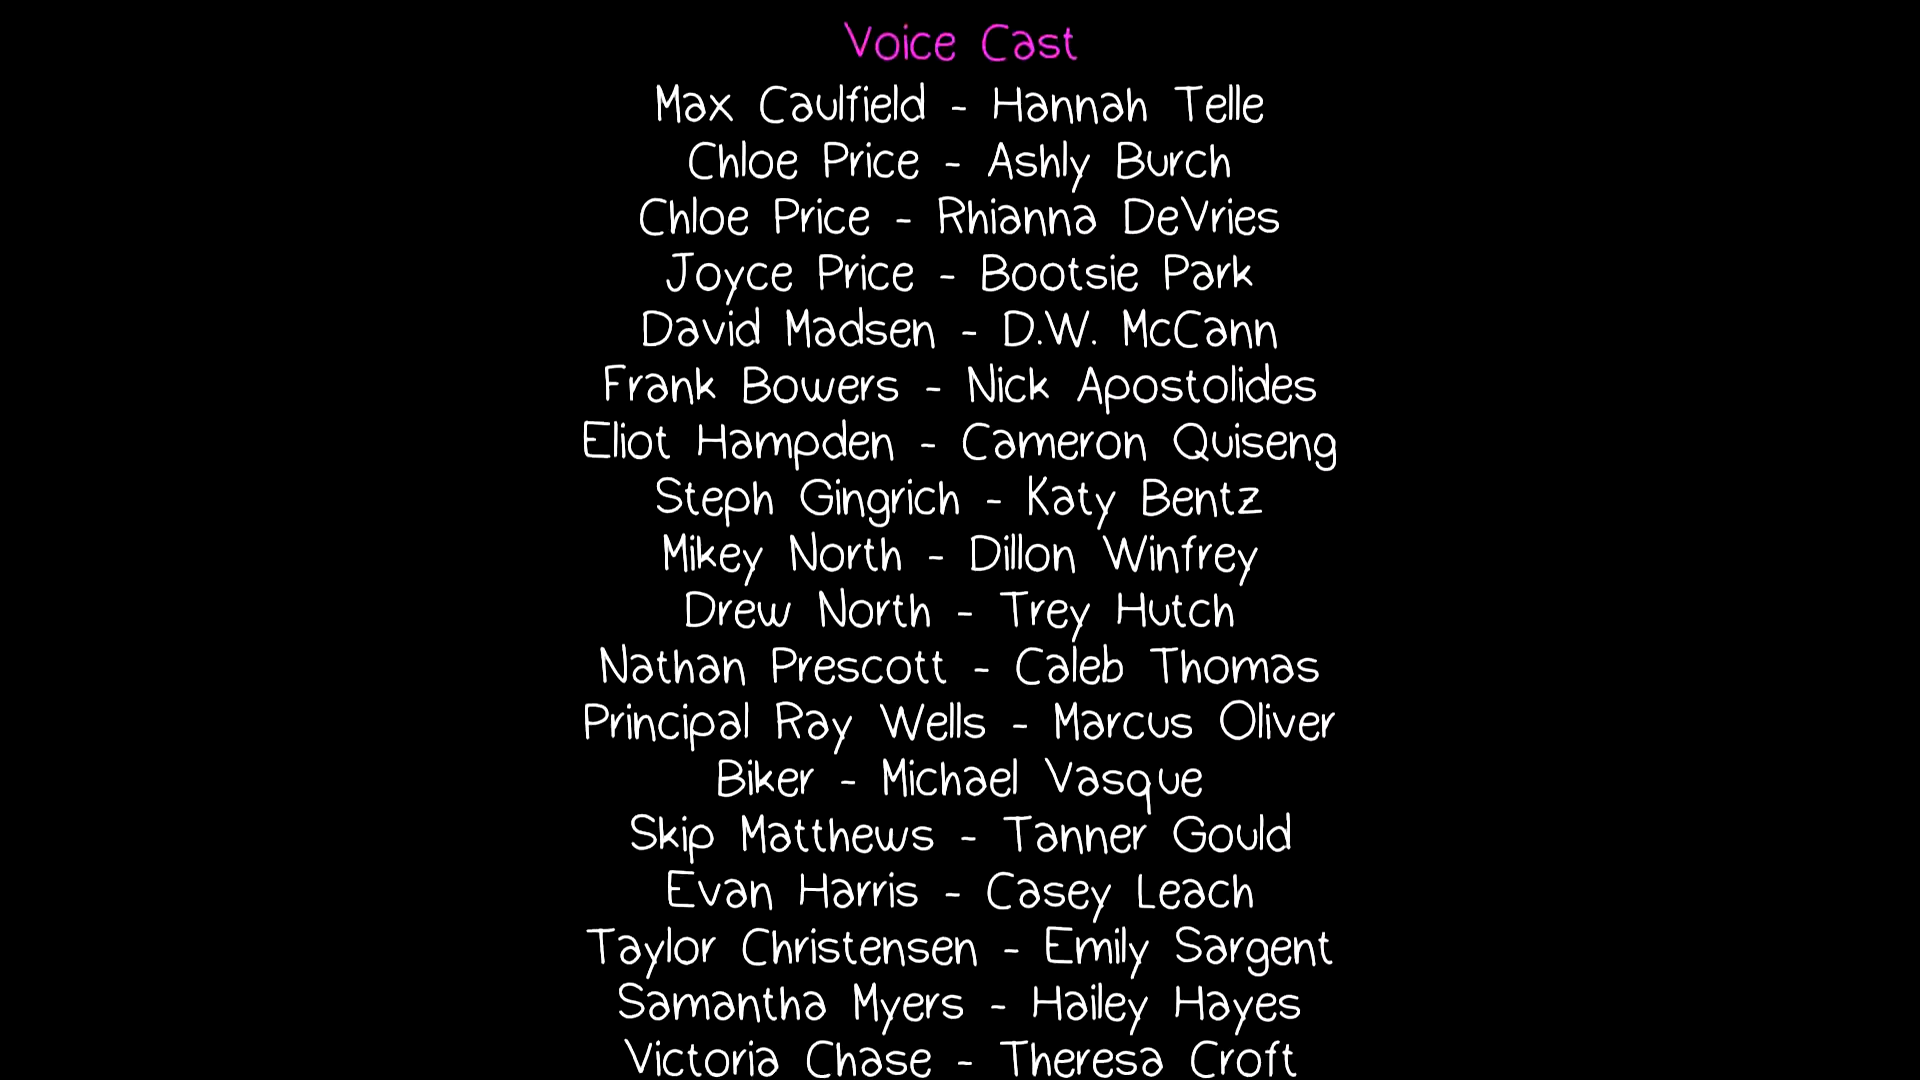 Voice Cast
Max Caulfield - Hannah Telle
Chloe Price - Ashly Burch
Chloe Price - Rhianna DeVries
Joyce Price - Bootsie Park
David Madsen - D.W. McCann
Frank Bowers - Nick Apostolides
Eliot Hampden - Cameron Quiseng
Steph Gingrich - Katy Bentz
Mikey North - Dillon Winfrey
Drew North - Trey Hutch
Nathan Prescott - Caleb Thomas
Principal Ray Wells - Marcus Oliver
Biker - Michael Vasque
Skip Matthews - Tanner Gould
Evan Harris - Casey Leach
Taylor Christensen - Emily Sargent
Samantha Myers - Hailey Hayes
Victoria Chase - Theresa Croft